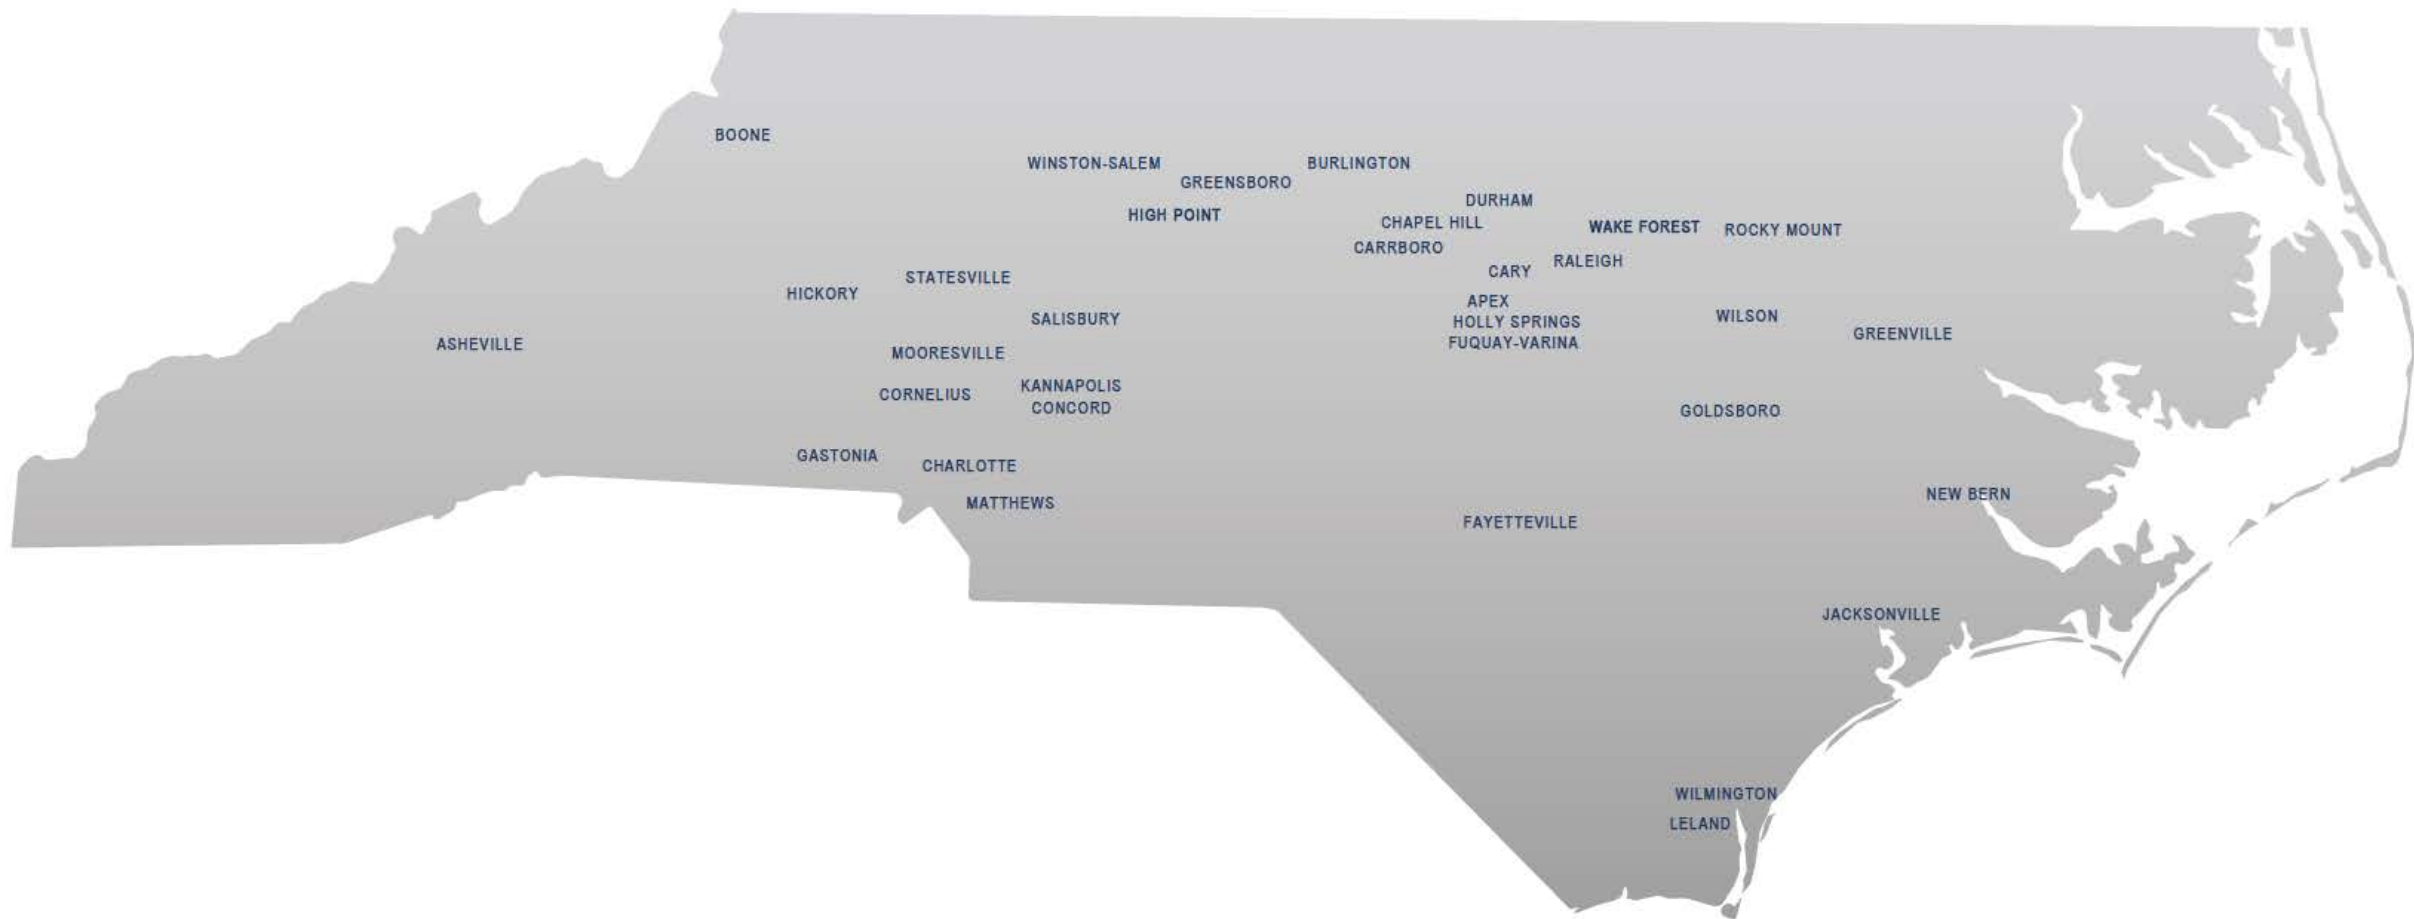 BOONE
WINSTON-SALEM
BURLINGTON
GREENSBORO
DURHAM
HIGH POINT
CHAPEL HILL
WAKE FOREST
ROCKY MOUNT
CARRBORO
RALEIGH
CARY
STATESVILLE
HICKORY
APEX
WILSON
SALISBURY
HOLLY SPRINGS
GREENVILLE
FUQUAY-VARINA
ASHEVILLE
MOORESVILLE
KANNAPOLIS
CORNELIUS
CONCORD
GOLDSBORO
GASTONIA
CHARLOTTE
NEW BERN
MATTHEWS
FAYETTEVILLE
JACKSONVILLE
WILMINGTON
LELAND